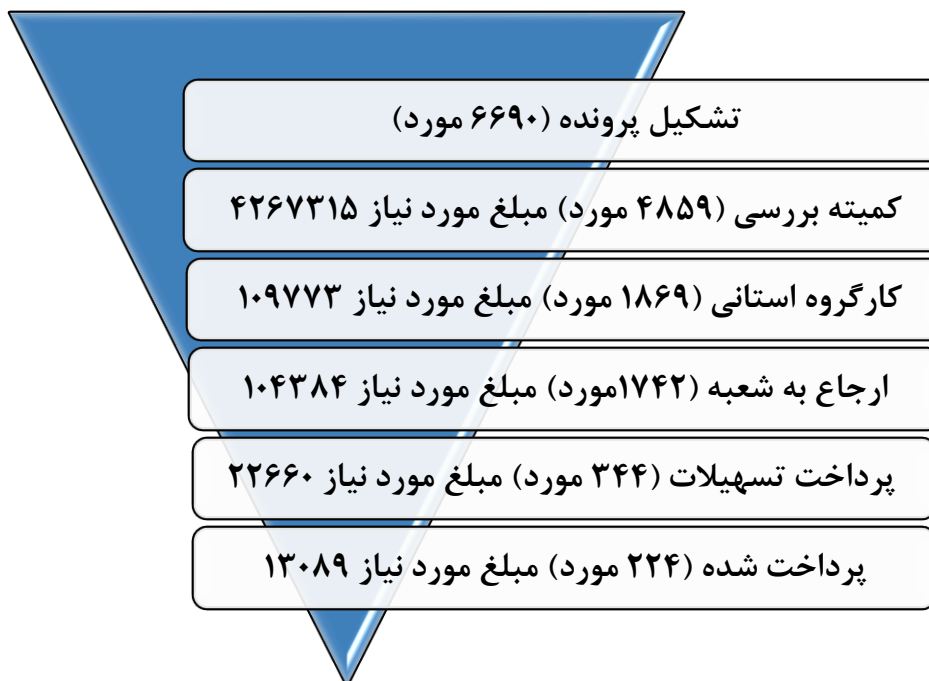 تشکیل پرونده (۶۶۹۰ مورد)
کمیته بررسی (۴۸۵۹ مورد) مبلغ مورد نیاز ۴۲۶۷۳۱۵
کارگروه استانی (۱۸۶۹ مورد) مبلغ مورد نیاز ۱۰۹۷۷۳
ارجاع به شعبه (۱۷۴۲مورد) مبلغ مورد نیاز ۱۰۴۳۸۴
پرداخت تسهیلات (۳۴۴ مورد) مبلغ مورد نیاز ۲۲۶۶۰
پرداخت شده (۲۲۴ مورد) مبلغ مورد نیاز ۱۳۰۸۹